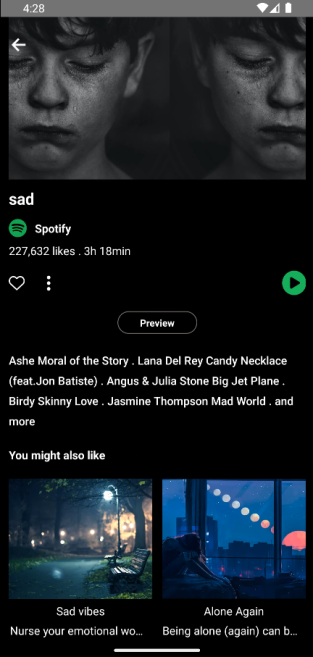 4:28
sad
Spotify
227,632 likes . 3h 18min
Preview
Ashe Moral of the Story . Lana Del Rey Candy Necklace
(feat.Jon Batiste) . Angus & Julia Stone Big Jet Plane .
Birdy Skinny Love . Jasmine Thompson Mad World . and
more
You might also like
Sad vibes
Alone Again
Nurse your emotional wo...
Being alone (again) can b...